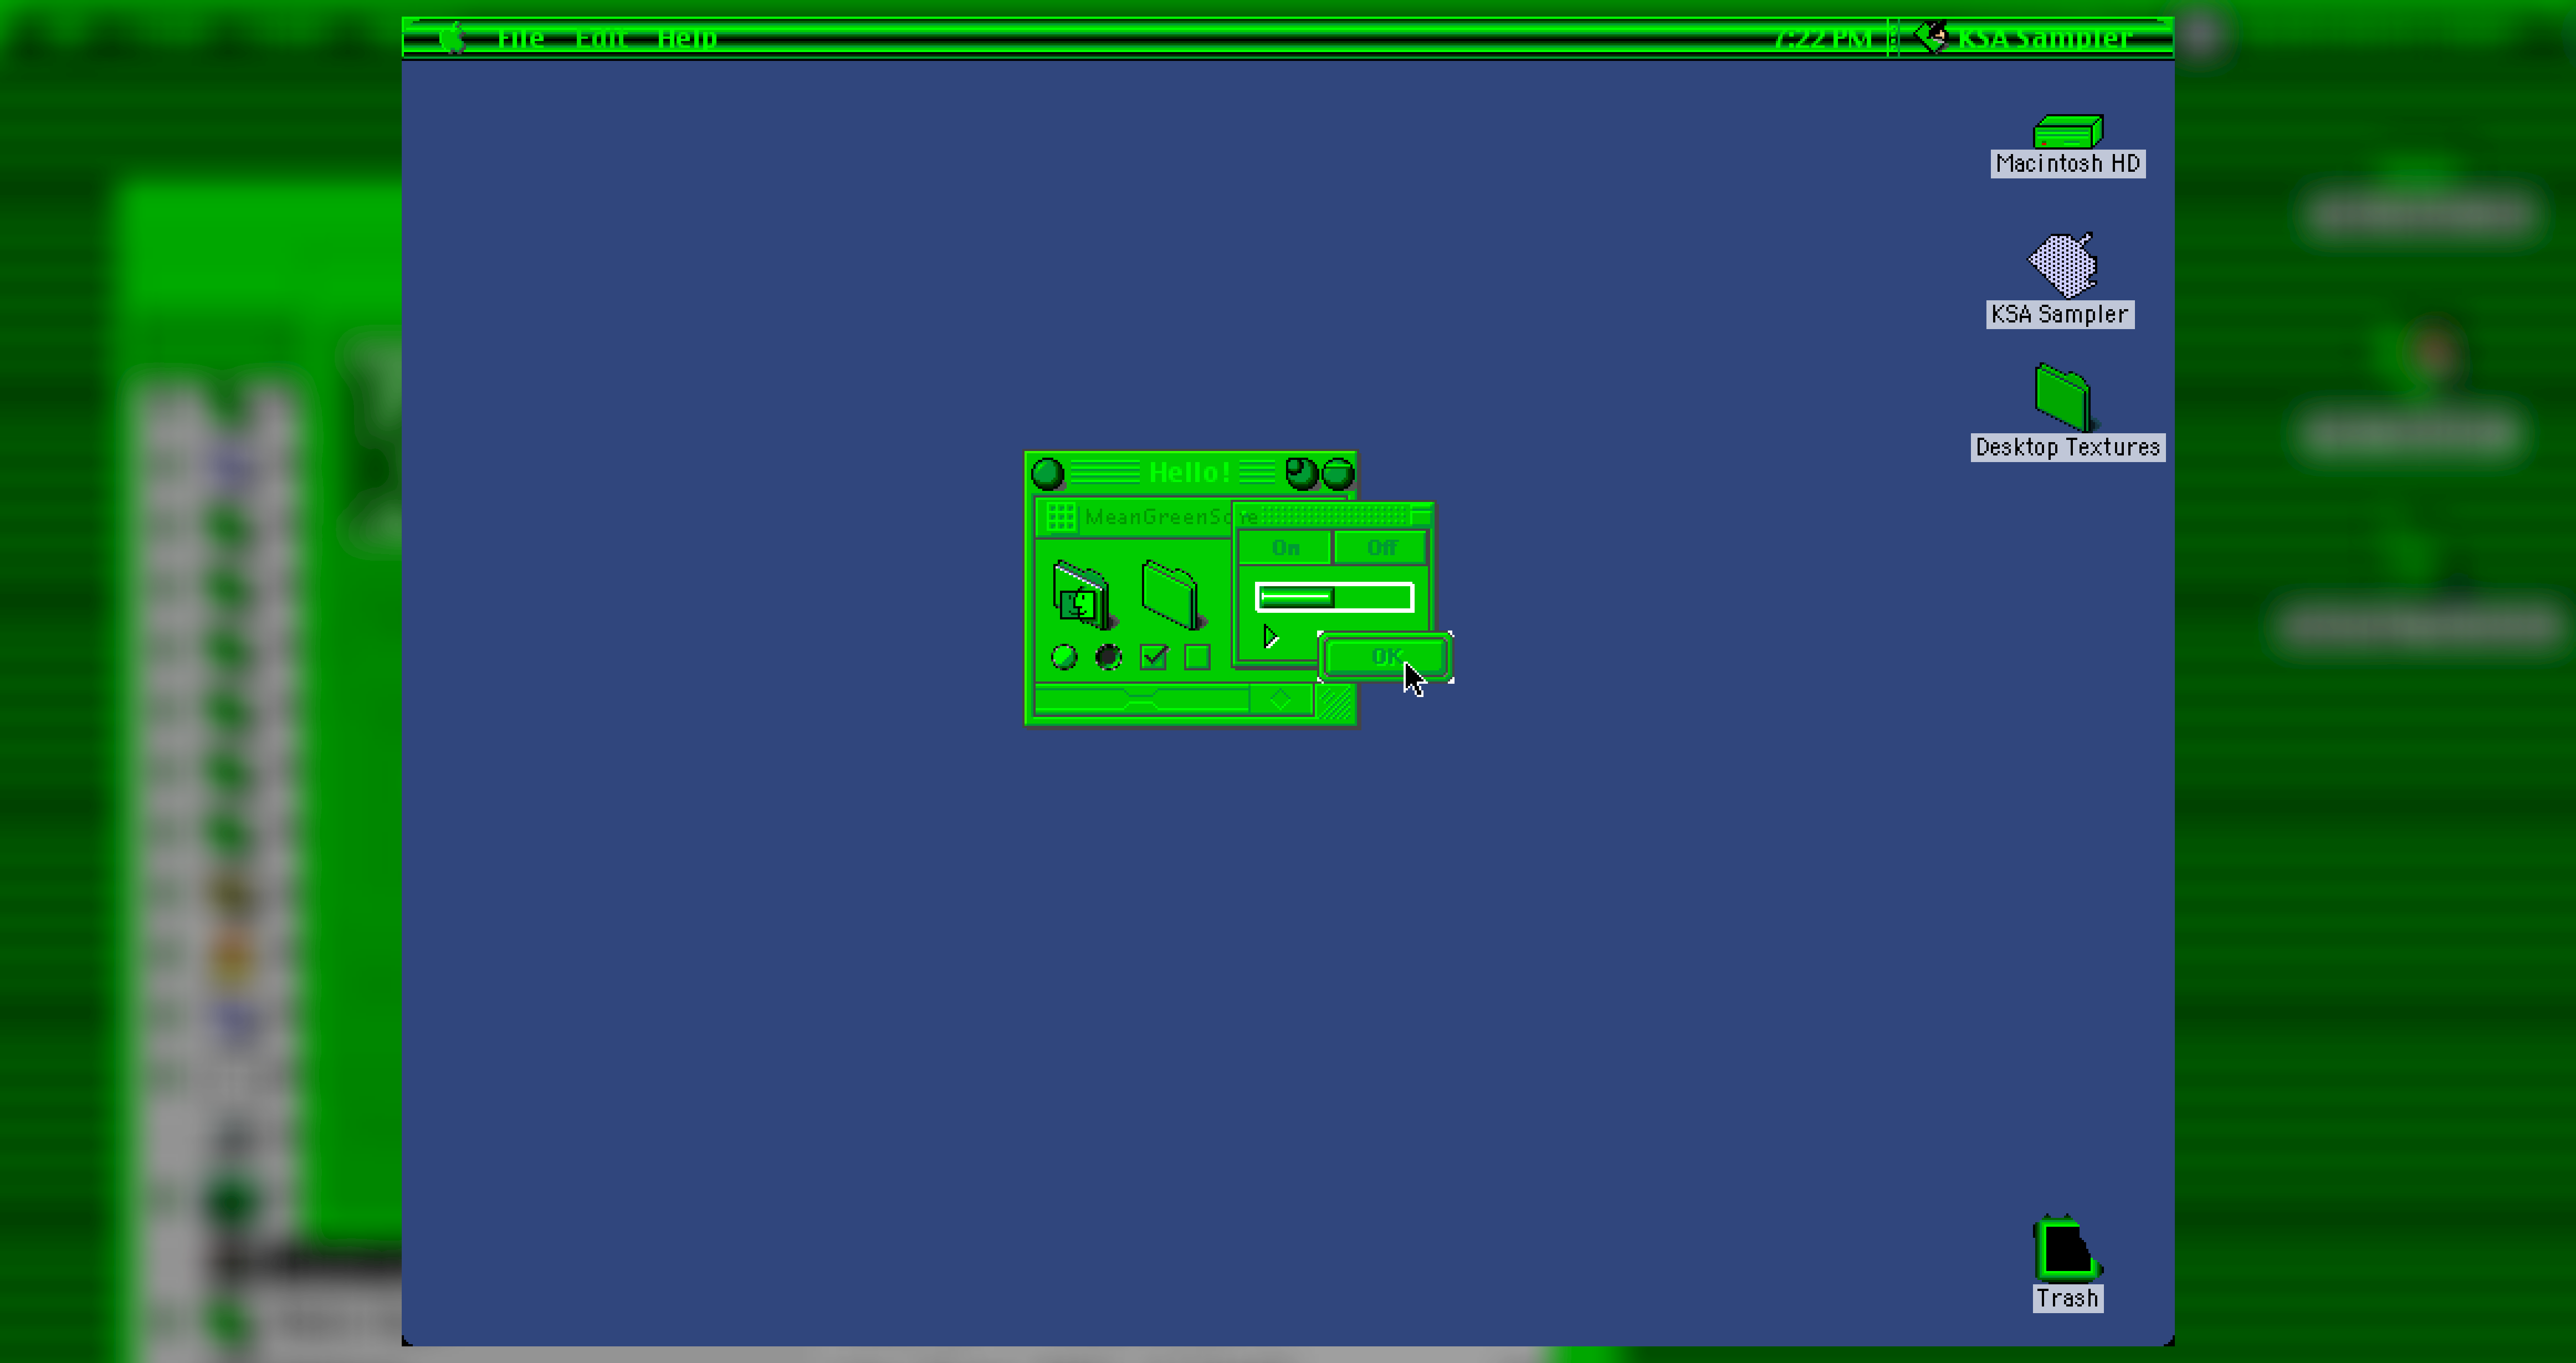 File Edit Help 7:22 PM KSA Sampler
Macintosh HD
KSA Sampler
Desktop Textures
Hello!
MeanGreenSc re
On Off
OK
Trash